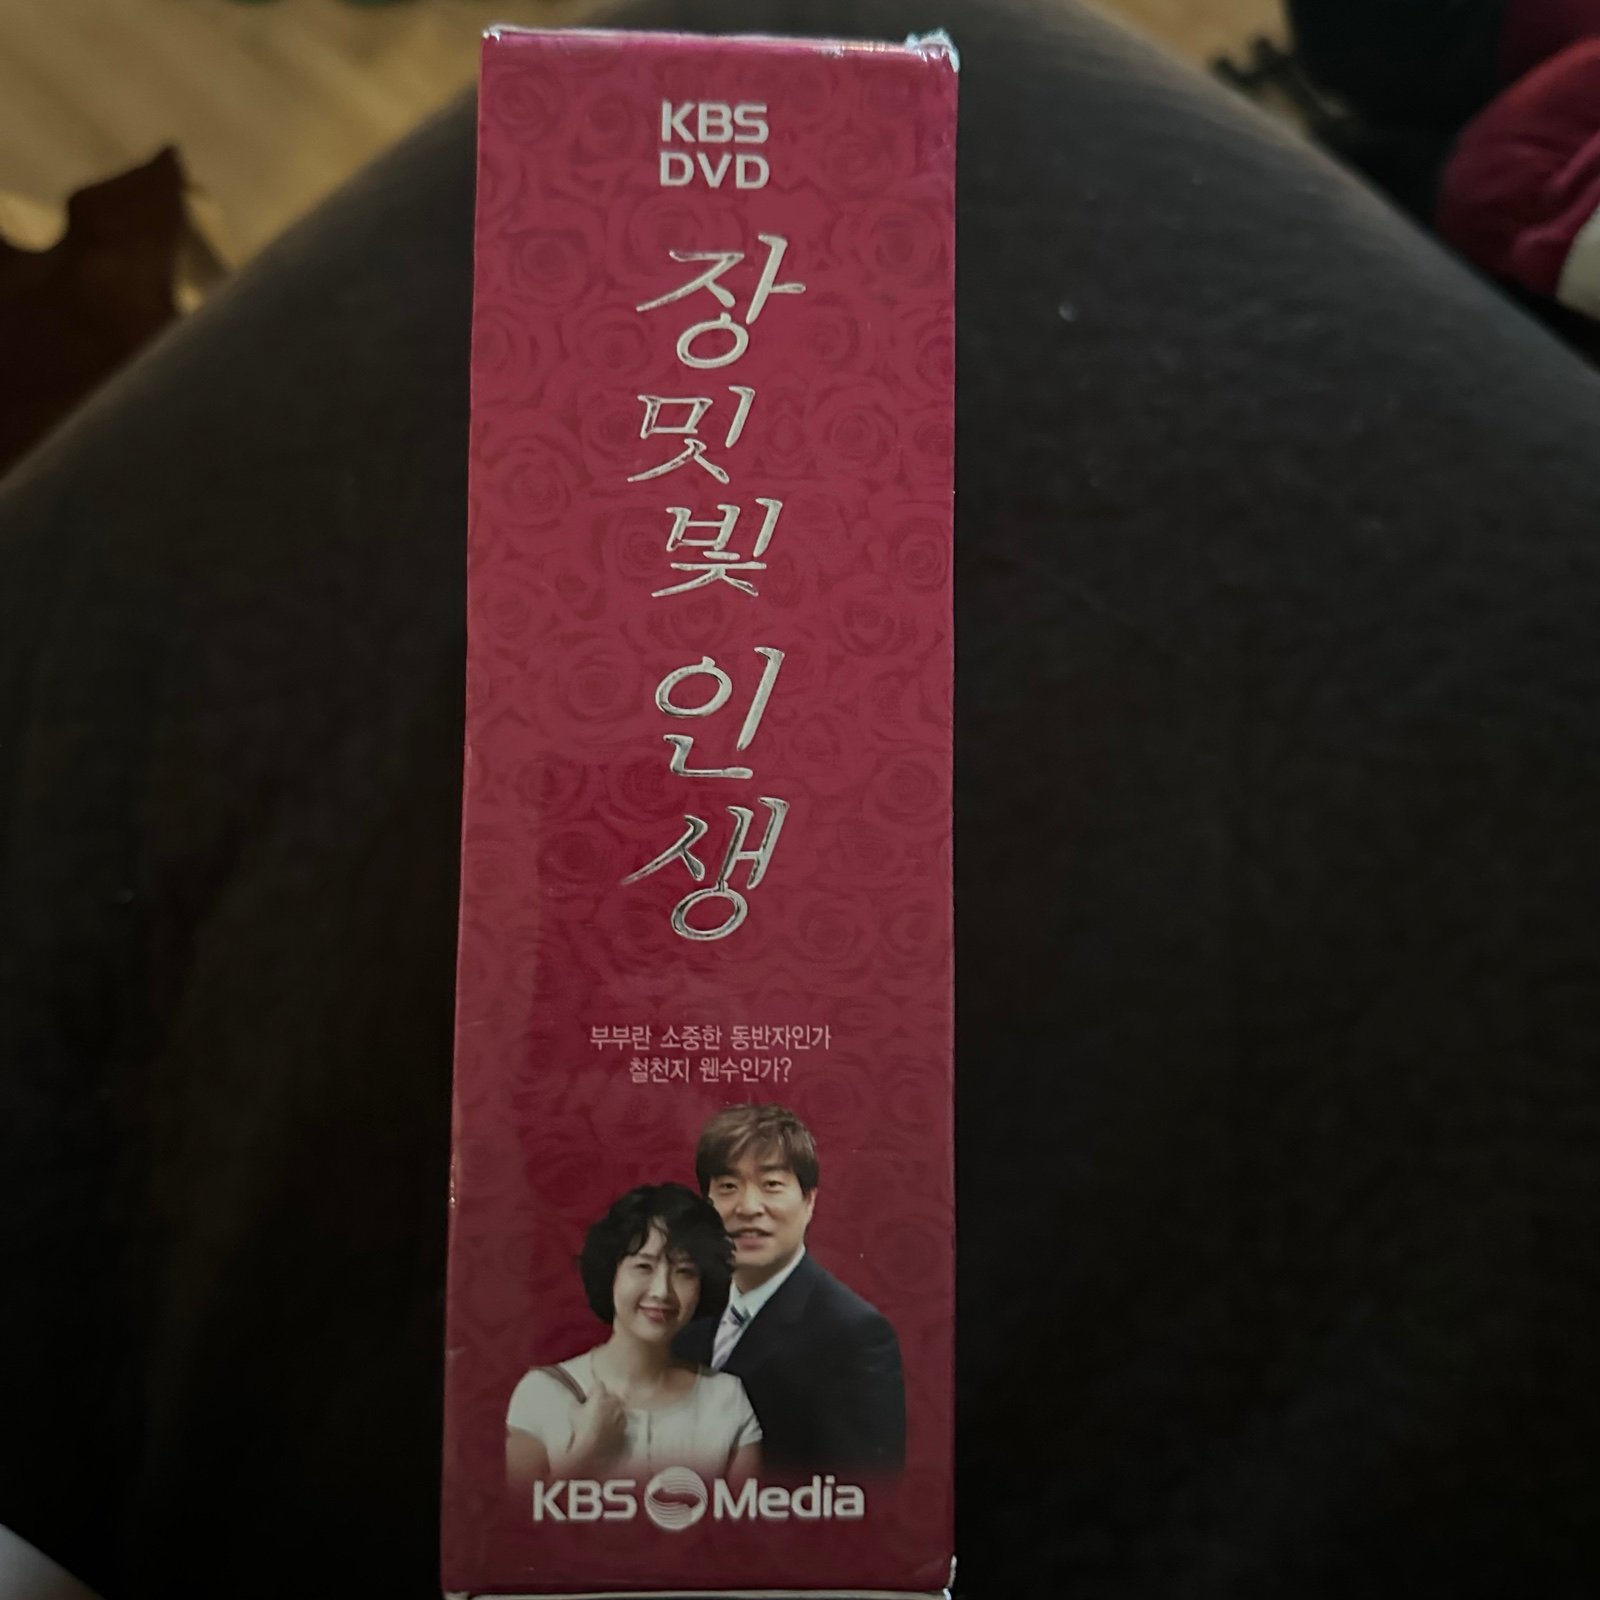 KBS
DVD
장밋빛 인생
부부란 소중한 동반자인가
철천지 웬수인가?
KBS Media